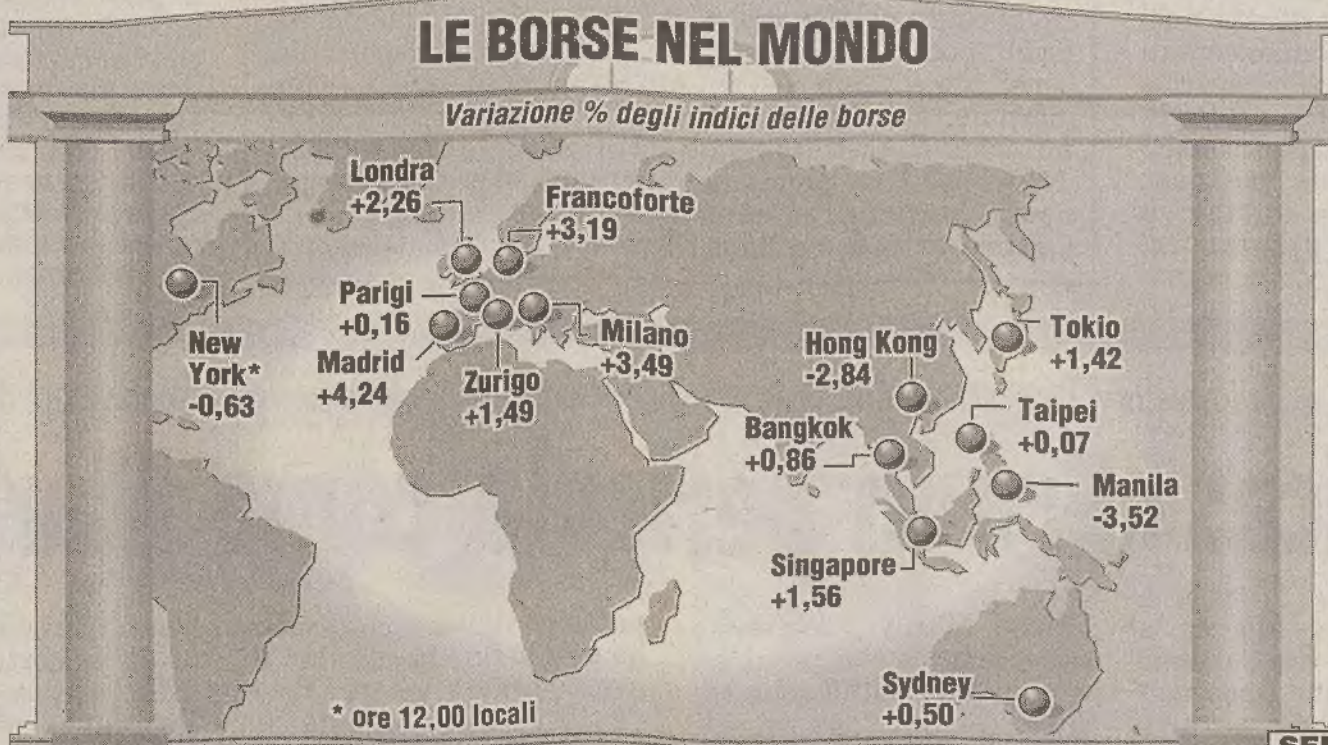 LE BORSE NEL MONDO
Variazione % degli indici delle borse
Londra
+2,26
Francoforte
+3,19
Parigi
+0,16
Milano
+3,49
Madrid
+4,24
Zurigo
+1,49
New
York*
-0,63
Hong Kong
-2,84
Tokio
+1,42
Bangkok
+0,86
Taipei
+0,07
Manila
-3,52
Singapore
+1,56
Sydney
+0,50
* ore 12,00 locali